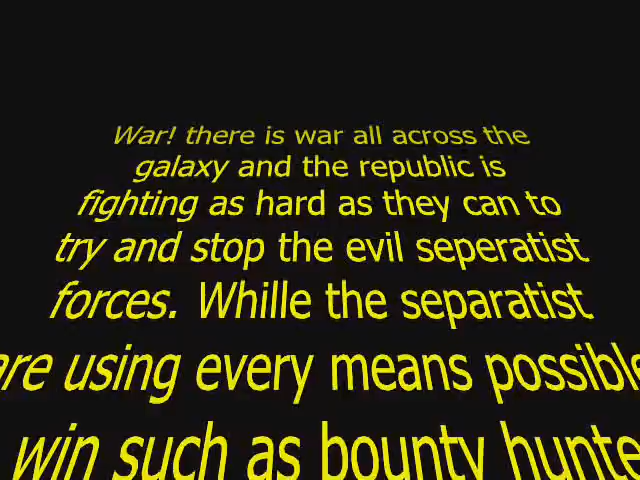 War! there is war all across the
galaxy and the republic is
fighting as hard as they can to
try and stop the evil seperatist
forces. Whille the separatist
are using every means possible
win such as bounty hunte